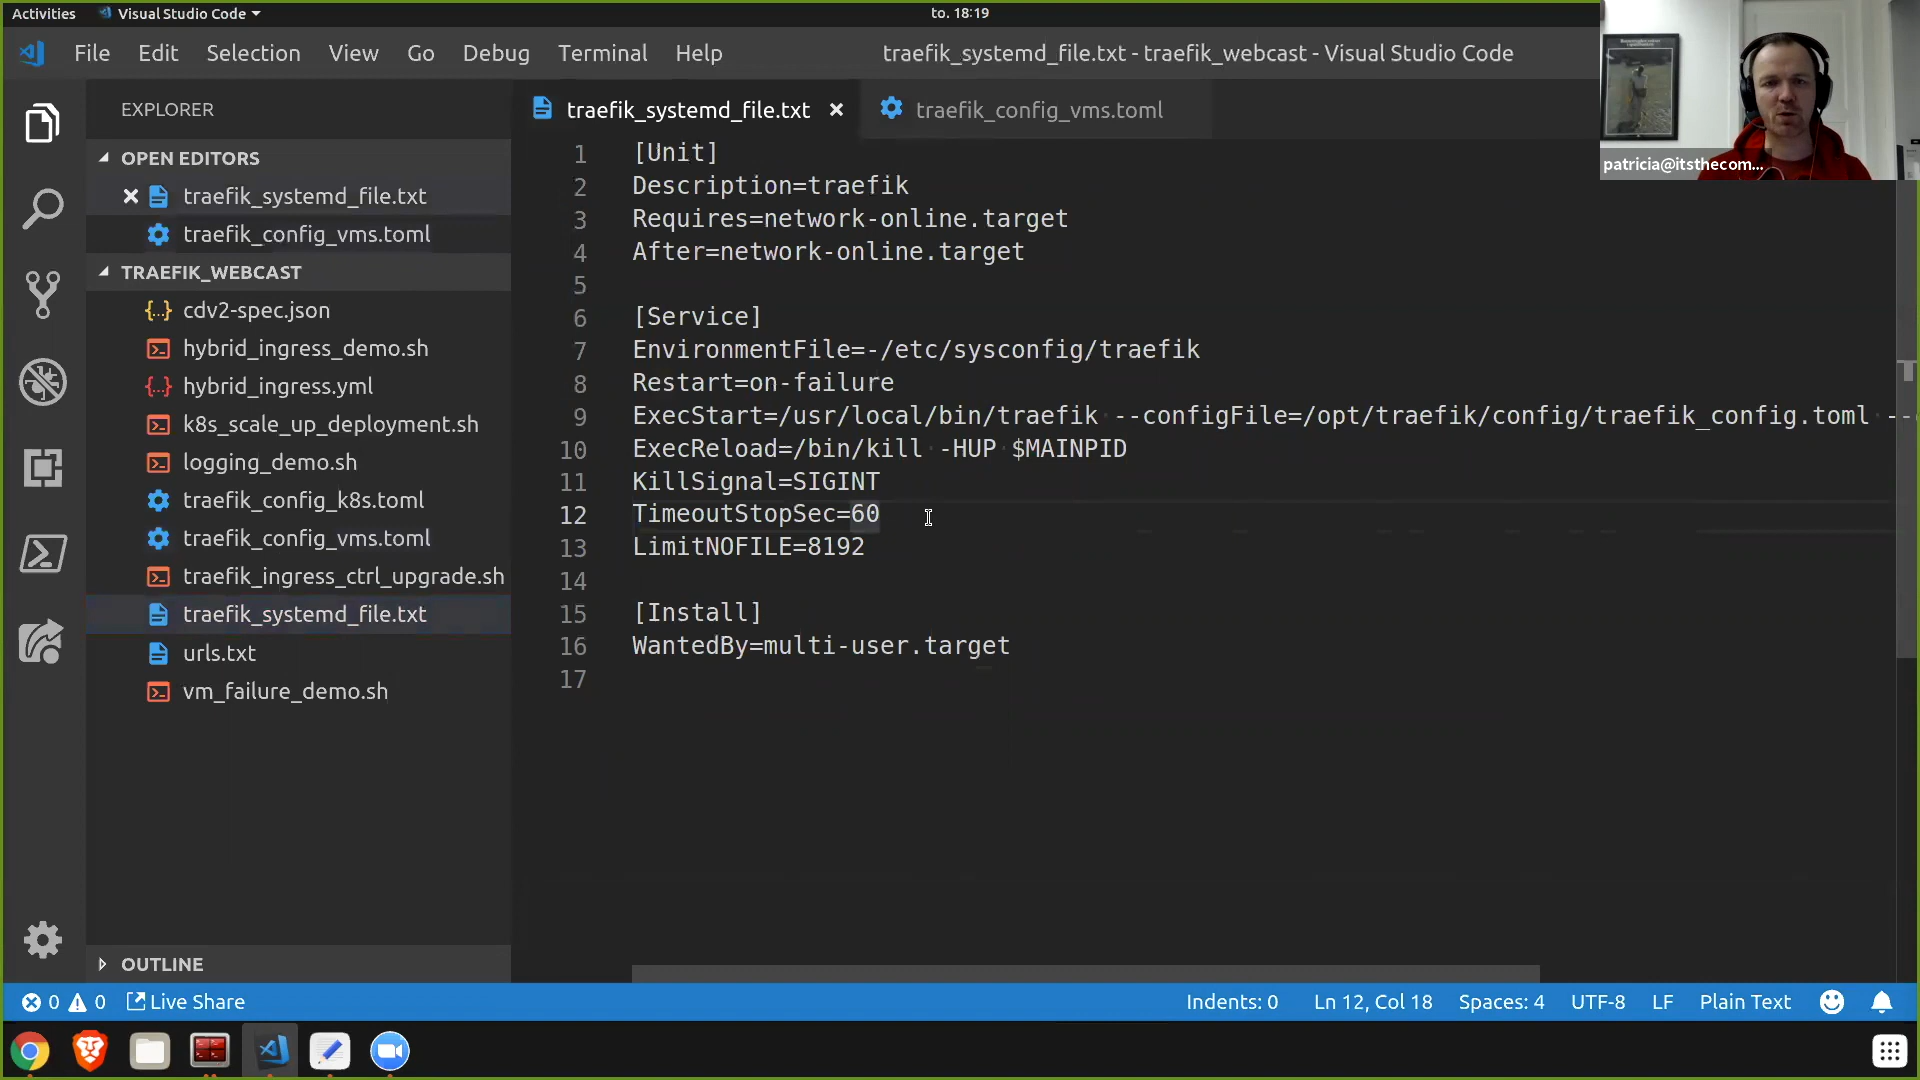 Activities
Visual Studio Code
to. 18:19
File Edit Selection View Go Debug Terminal Help
traefik_systemd_file.txt - traefik_webcast - Visual Studio Code
EXPLORER
OPEN EDITORS
traefik_systemd_file.txt
traefik_config_vms.toml
TRAEFIK_WEBCAST
cdv2-spec.json
hybrid_ingress_demo.sh
hybrid_ingress.yml
k8s_scale_up_deployment.sh
logging_demo.sh
traefik_config_k8s.toml
traefik_config_vms.toml
traefik_ingress_ctrl_upgrade.sh
traefik_systemd_file.txt
urls.txt
vm_failure_demo.sh
OUTLINE
traefik_systemd_file.txt
traefik_config_vms.toml
1 [Unit]
2 Description=traefik
3 Requires=network-online.target
4 After=network-online.target
5
6 [Service]
7 EnvironmentFile=-/etc/sysconfig/traefik
8 Restart=on-failure
9 ExecStart=/usr/local/bin/traefik --configFile=/opt/traefik/config/traefik_config.toml --
10 ExecReload=/bin/kill -HUP $MAINPID
11 KillSignal=SIGINT
12 TimeoutStopSec=60
13 LimitNOFILE=8192
14
15 [Install]
16 WantedBy=multi-user.target
17
patricia@itsthecom...
0 0 Live Share
Indents: 0 Ln 12, Col 18 Spaces: 4 UTF-8 LF Plain Text